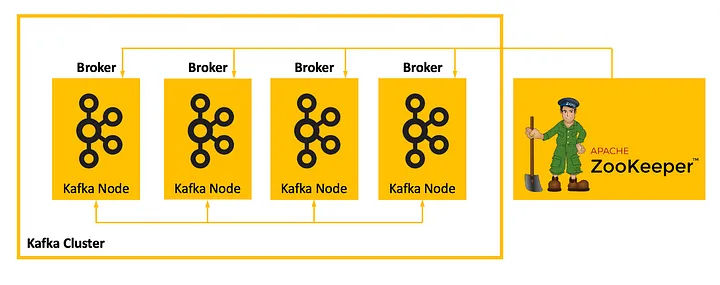 Broker
Broker
Broker
Broker
Kafka Node
Kafka Node
Kafka Node
Kafka Node
APACHE
ZooKeeper™
Kafka Cluster